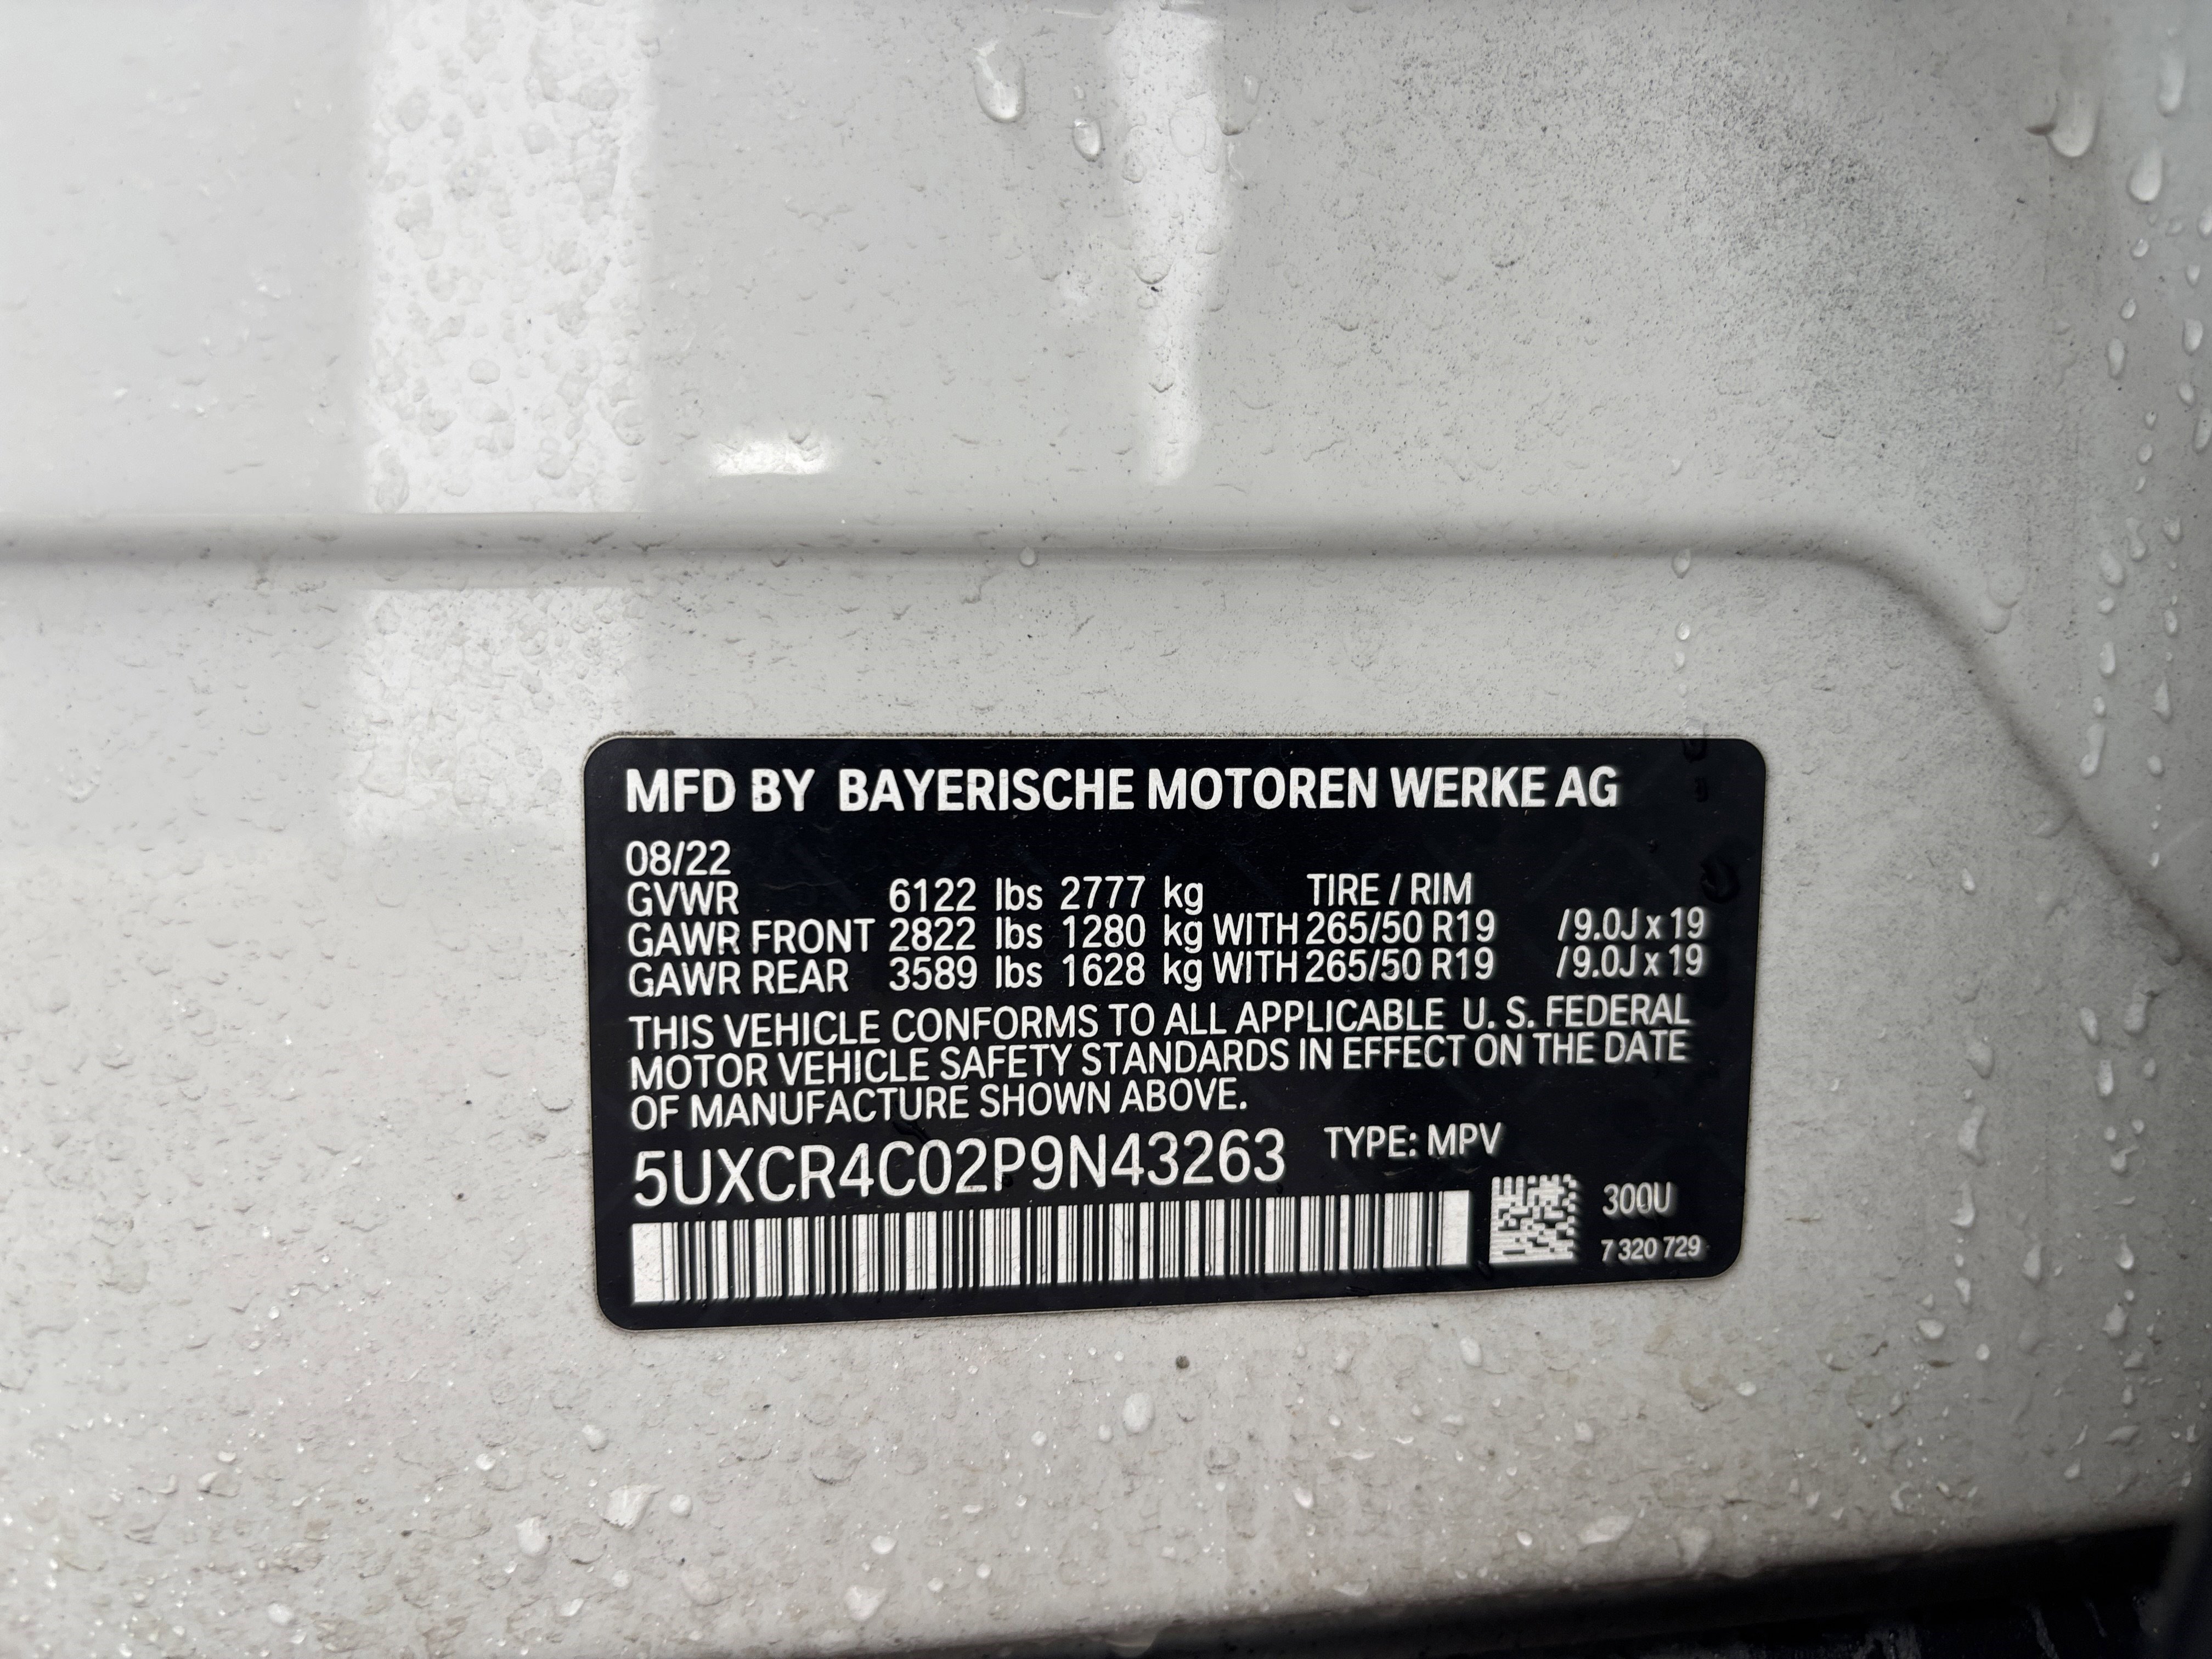 MFD BY BAYERISCHE MOTOREN WERKE AG
08/22
GVWR 6122 lbs 2777 kg TIRE / RIM
GAWR FRONT 2822 lbs 1280 kg WITH 265/50 R19 /9.0J x 19
GAWR REAR 3589 lbs 1628 kg WITH 265/50 R19 /9.0J x 19
THIS VEHICLE CONFORMS TO ALL APPLICABLE U. S. FEDERAL
MOTOR VEHICLE SAFETY STANDARDS IN EFFECT ON THE DATE
OF MANUFACTURE SHOWN ABOVE.
5UXCR4C02P9N43263 TYPE: MPV
300U
7 320 729